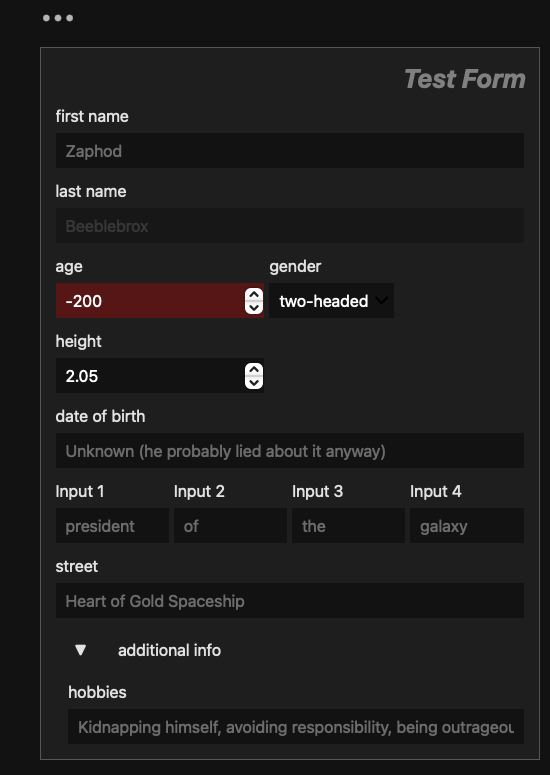 Test Form
first name
Zaphod
last name
Beeblebrox
age gender
-200 two-headed
height
2.05
date of birth
Unknown (he probably lied about it anyway)
Input 1 Input 2 Input 3 Input 4
president of the galaxy
street
Heart of Gold Spaceship
▼ additional info
hobbies
Kidnapping himself, avoiding responsibility, being outrageou